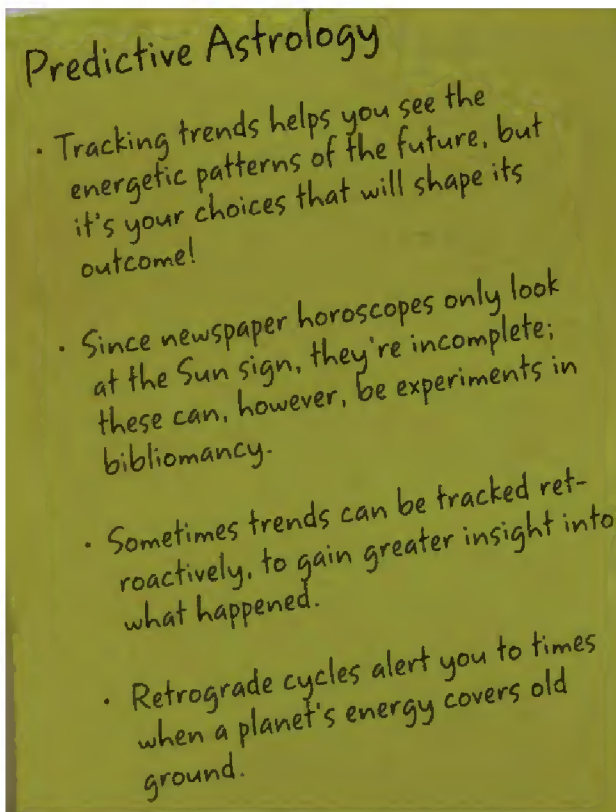 Predictive Astrology
· Tracking trends helps you see the
energetic patterns of the future, but
it's your choices that will shape its
outcome!
· Since newspaper horoscopes only look
at the Sun sign, they're incomplete;
these can, however, be experiments in
bibliomancy.
· Sometimes trends can be tracked ret-
roactively, to gain greater insight into
what happened.
· Retrograde cycles alert you to times
when a planet's energy covers old
ground.